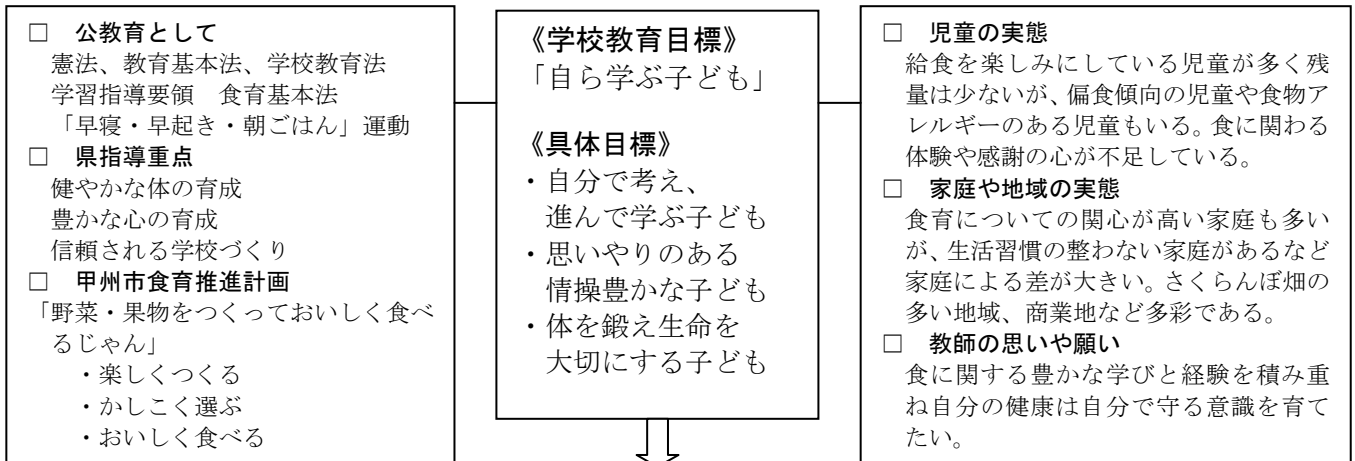 □ 公教育として
憲法、教育基本法、学校教育法
学習指導要領 食育基本法
「早寝・早起き・朝ごはん」運動
□ 県指導重点
健やかな体の育成
豊かな心の育成
信頼される学校づくり
□ 甲州市食育推進計画
「野菜・果物をつくっておいしく食べ
るじゃん」
・楽しくつくる
・かしこく選ぶ
・おいしく食べる
《学校教育目標》
「自ら学ぶ子ども」
《具体目標》
・自分で考え、
進んで学ぶ子ども
・思いやりのある
情操豊かな子ども
・体を鍛え生命を
大切にする子ども
□ 児童の実態
給食を楽しみにしている児童が多く残
量は少ないが、偏食傾向の児童や食物ア
レルギーのある児童もいる。食に関わる
体験や感謝の心が不足している。
□ 家庭や地域の実態
食育についての関心が高い家庭も多い
が、生活習慣の整わない家庭があるなど
家庭による差が大きい。さくらんぼ畑の
多い地域、商業地など多彩である。
□ 教師の思いや願い
食に関する豊かな学びと経験を積み重
ね自分の健康は自分で守る意識を育て
たい。